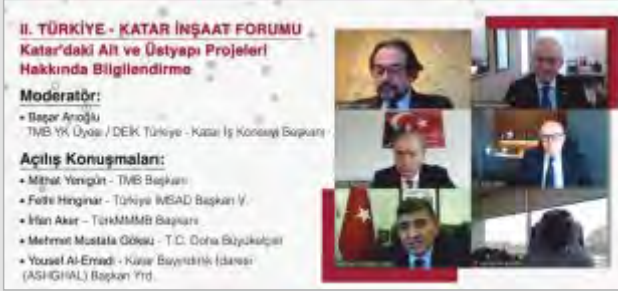 II. TÜRKİYE - KATAR İNŞAAT FORUMU
Katar'daki Alt ve Üstyapı Projeleri
Hakkında Bilgilendirme
Moderatör:
• Başar Arıoğlu
TMB YK Üyesi / DEİK Türkiye - Katar İş Konseyi Başkanı
Açılış Konuşmaları:
• Mithat Yenigün - TMB Başkanı
• Fethi Hinginar - Türkiye İMSAD Başkan V.
• İrfan Aker - TürkMMMB Başkanı
• Mehmet Mustafa Göksu - T.C. Doha Büyükelçisi
• Yousef Al-Emadi - Katar Bayındırlık İdaresi
(ASHGHAL) Başkan Yrd.